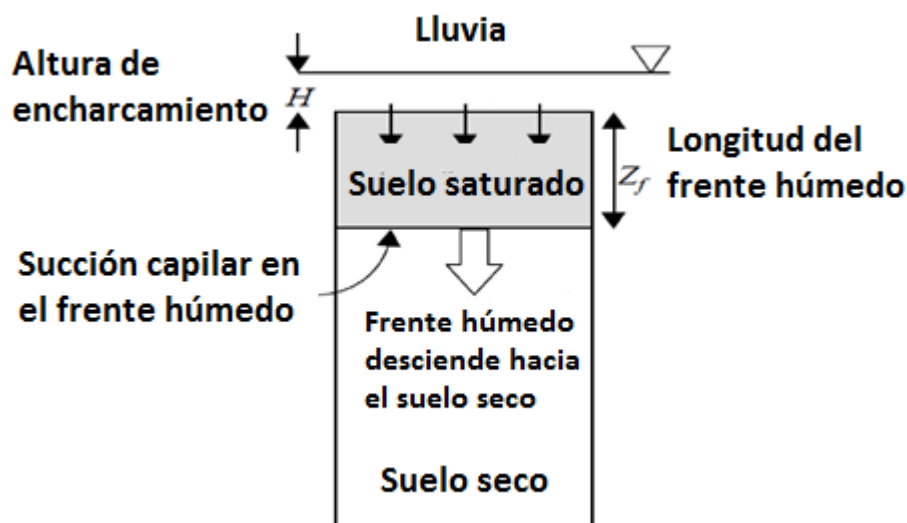 Lluvia
Altura de
encharcamiento
H
Suelo saturado
Z_f
Longitud del
frente húmedo
Succión capilar en
el frente húmedo
Frente húmedo
desciende hacia
el suelo seco
Suelo seco